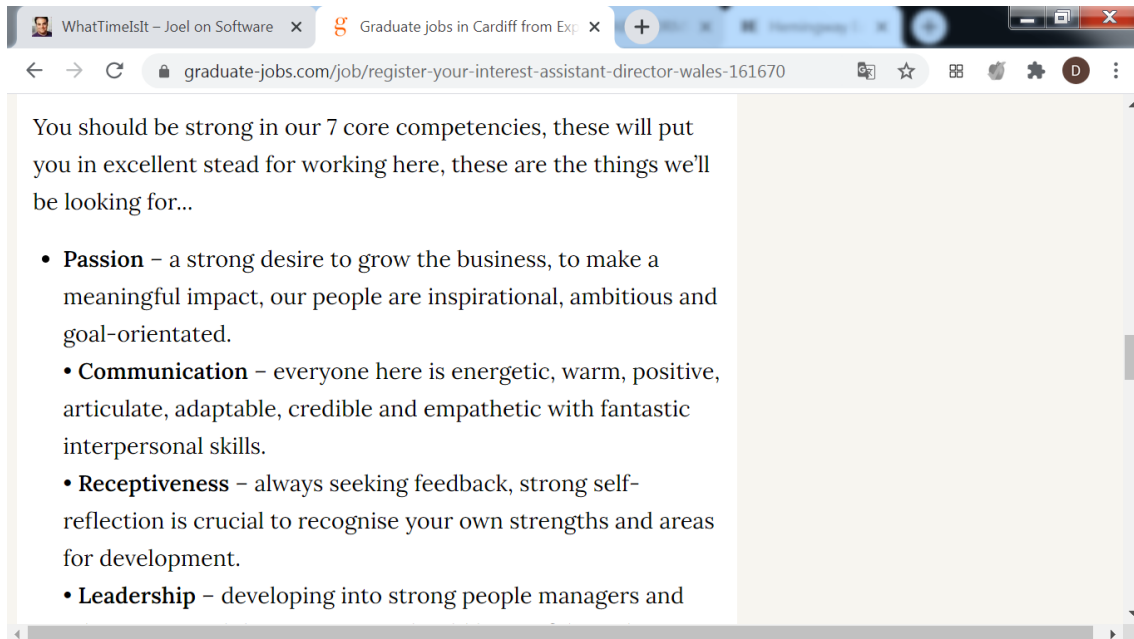 WhatTimeIsIt – Joel on Software
Graduate jobs in Cardiff from Exp
graduate-jobs.com/job/register-your-interest-assistant-director-wales-161670
D
You should be strong in our 7 core competencies, these will put
you in excellent stead for working here, these are the things we’ll
be looking for...
• Passion – a strong desire to grow the business, to make a
meaningful impact, our people are inspirational, ambitious and
goal-orientated.
• Communication – everyone here is energetic, warm, positive,
articulate, adaptable, credible and empathetic with fantastic
interpersonal skills.
• Receptiveness – always seeking feedback, strong self-
reflection is crucial to recognise your own strengths and areas
for development.
• Leadership – developing into strong people managers and